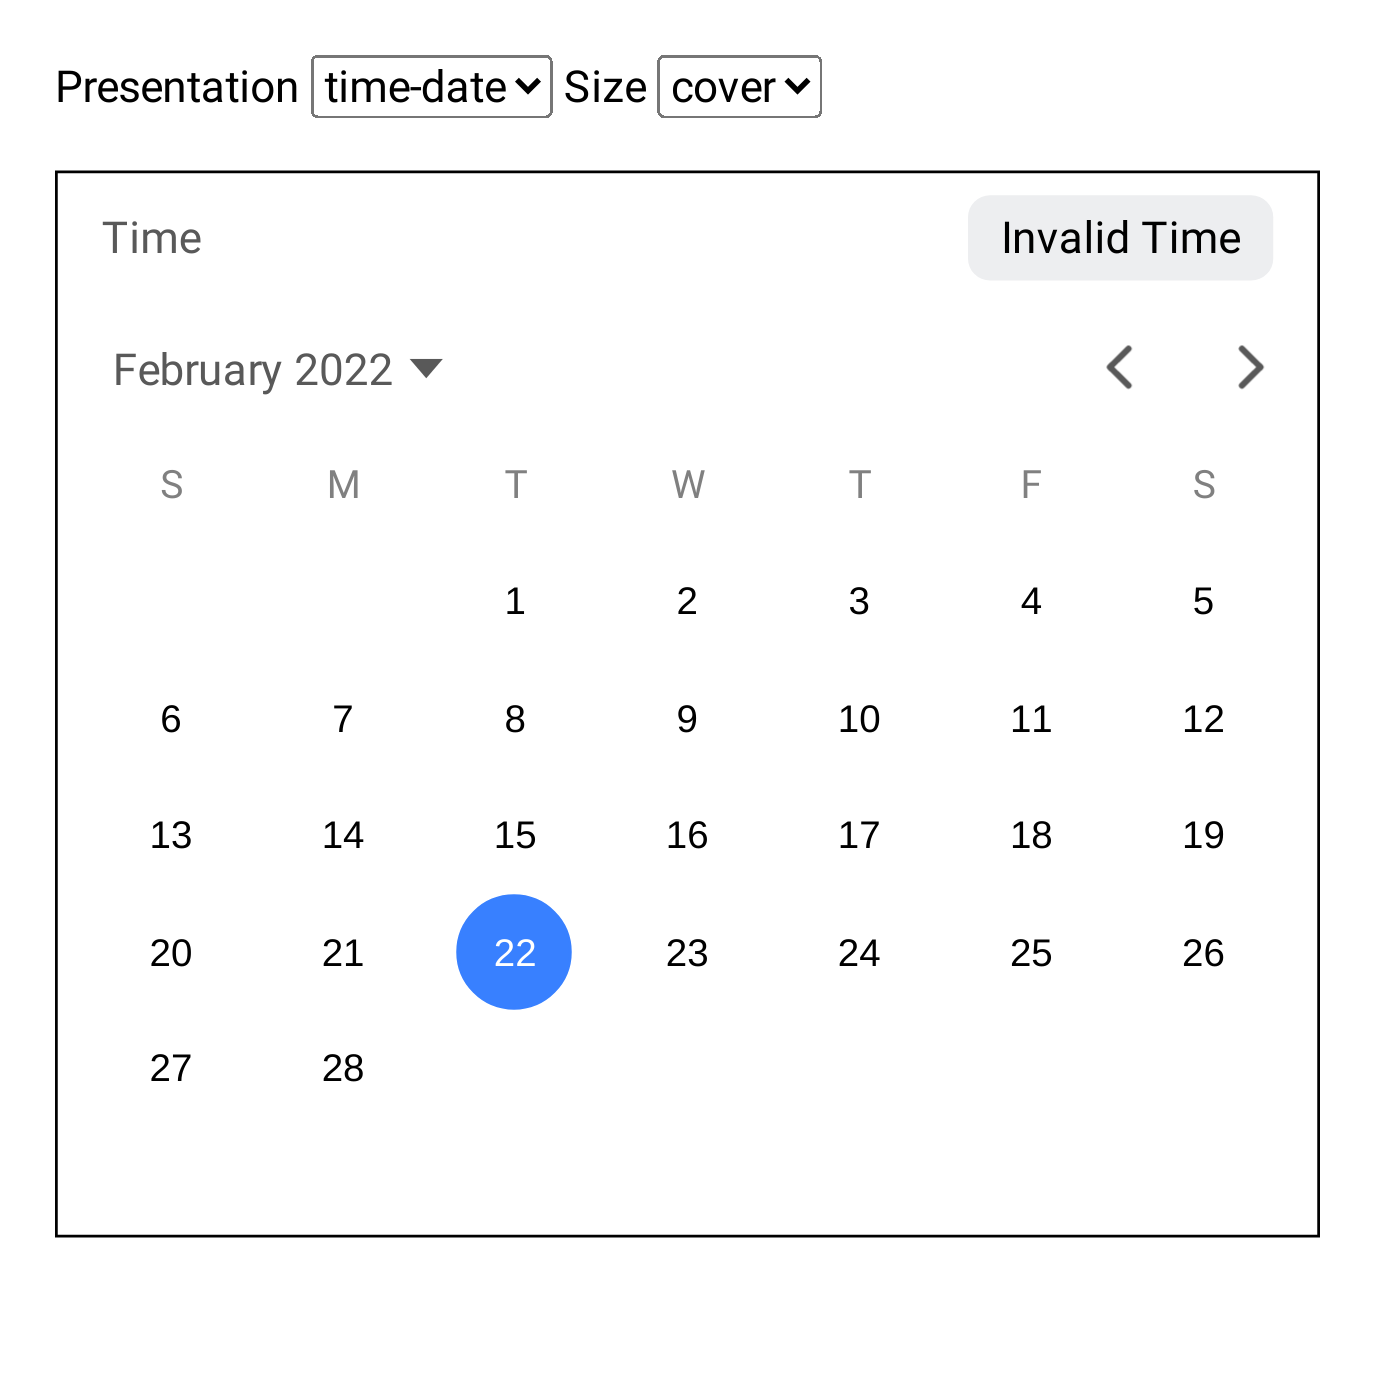 Presentation time-date Size cover
Time Invalid Time
February 2022
S M T W T F S
1 2 3 4 5
6 7 8 9 10 11 12
13 14 15 16 17 18 19
20 21 22 23 24 25 26
27 28